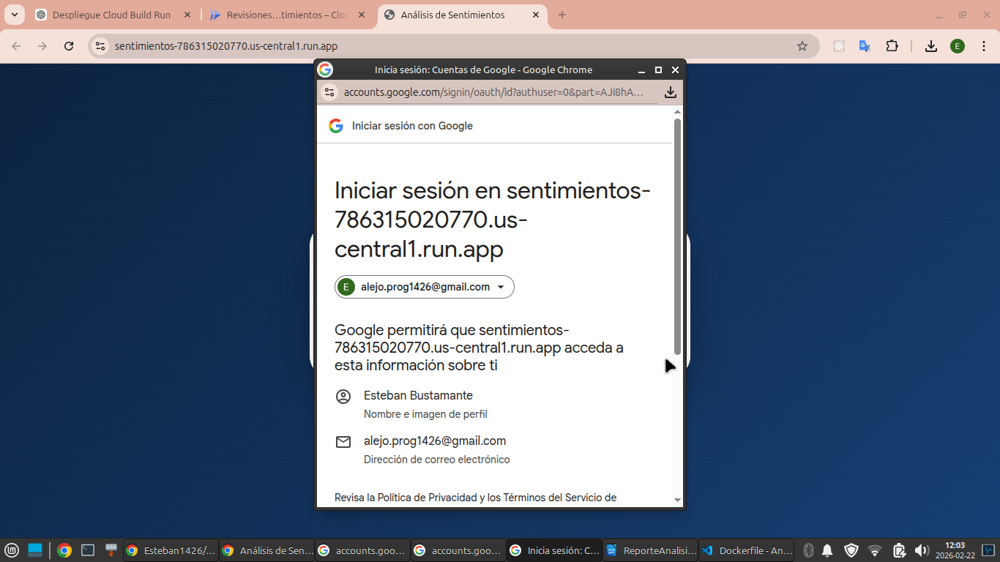 Despliegue Cloud Build Run
Revisiones…timientos – Clou
Análisis de Sentimientos
sentimientos-786315020770.us-central1.run.app
E
Inicia sesión: Cuentas de Google - Google Chrome
accounts.google.com/signin/oauth/id?authuser=0&part=AJi8hA...
Iniciar sesión con Google
Iniciar sesión en sentimientos-
786315020770.us-
central1.run.app
E alejo.prog1426@gmail.com
Google permitirá que sentimientos-
786315020770.us-central1.run.app acceda a
esta información sobre ti
Esteban Bustamante
Nombre e imagen de perfil
alejo.prog1426@gmail.com
Dirección de correo electrónico
Revisa la Política de Privacidad y los Términos del Servicio de
Esteban1426/...
Análisis de Sen...
accounts.goo...
accounts.goo...
Inicia sesión: C...
ReporteAnalisi...
Dockerfile - An...
12:03
2026-02-22